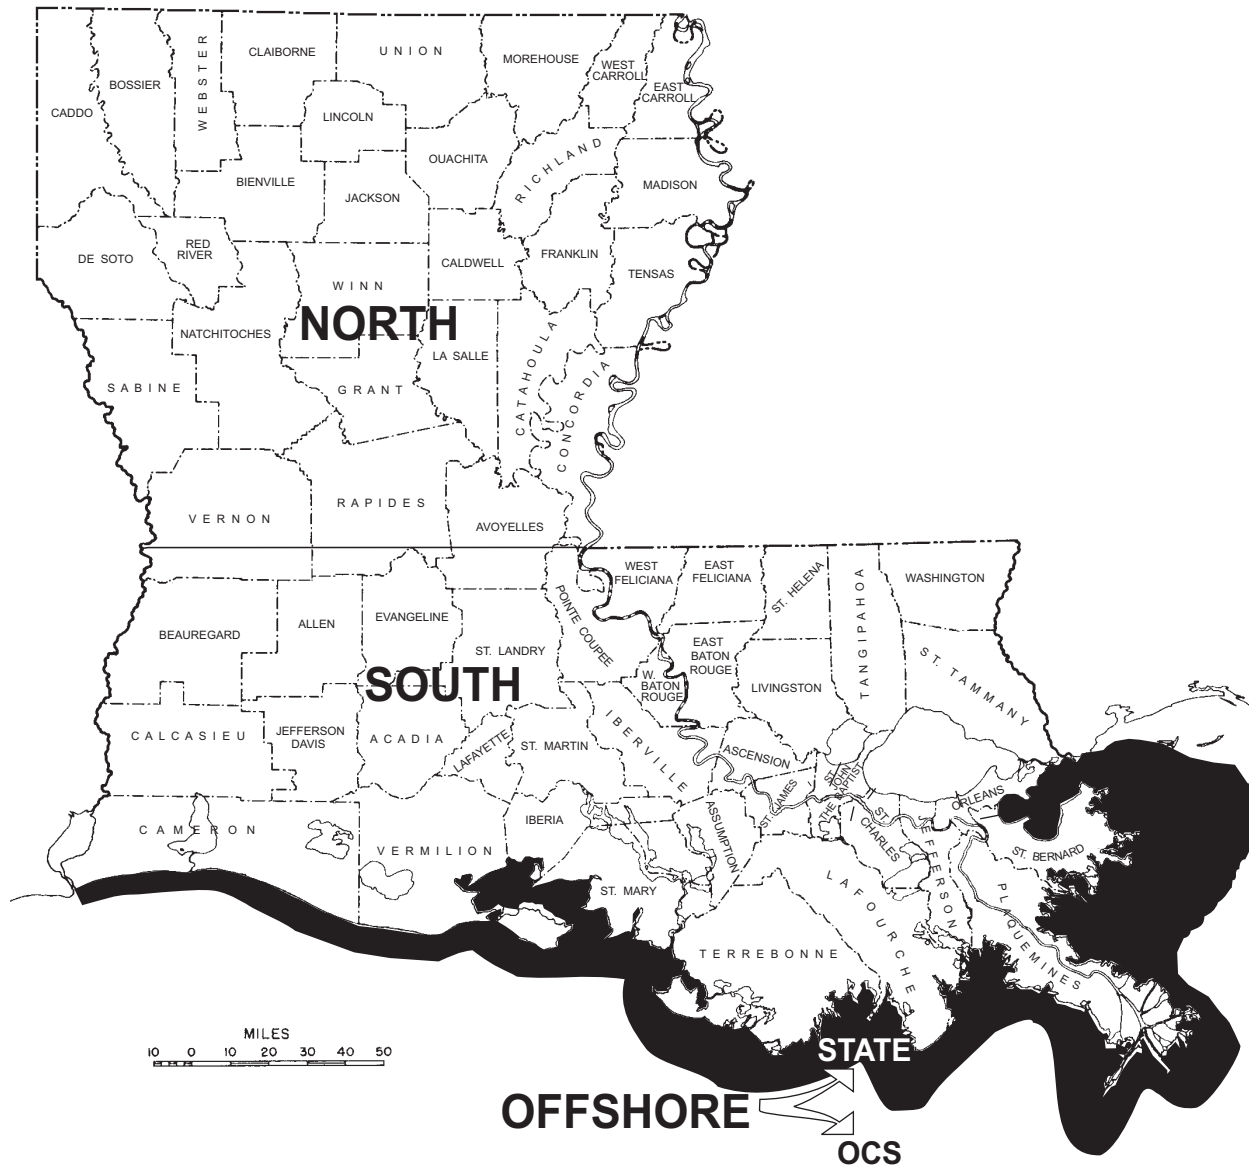 CLAIBORNE
UNION
MOREHOUSE
WEST
CARROLL
EAST
CARROLL
WEBSTER
BOSSIER
CADDO
LINCOLN
OUACHITA
RICHLAND
MADISON
BIENVILLE
JACKSON
RED
RIVER
DE SOTO
CALDWELL
FRANKLIN
TENSAS
WINN
NORTH
NATCHITOCHES
LA SALLE
SABINE
GRANT
CATAHOULA
CONCORDIA
VERNON
RAPIDES
AVOYELLES
WEST
FELICIANA
EAST
FELICIANA
ST. HELENA
TANGIPAHOA
WASHINGTON
BEAUREGARD
ALLEN
EVANGELINE
ST. LANDRY
POINTE COUPEE
W.
BATON
ROUGE
EAST
BATON
ROUGE
LIVINGSTON
ST. TAMMANY
SOUTH
CALCASIEU
JEFFERSON
DAVIS
ACADIA
LAFAYETTE
ST. MARTIN
IBERVILLE
ASCENSION
ST. JAMES
ST.
JOHN
THE BAPTIST
ST.
CHARLES
ORLEANS
JEFFERSON
ST. BERNARD
CAMERON
VERMILION
IBERIA
ASSUMPTION
ST. MARY
LAFOURCHE
PLAQUEMINES
TERREBONNE
MILES
10 0 10 20 30 40 50
STATE
OFFSHORE
OCS